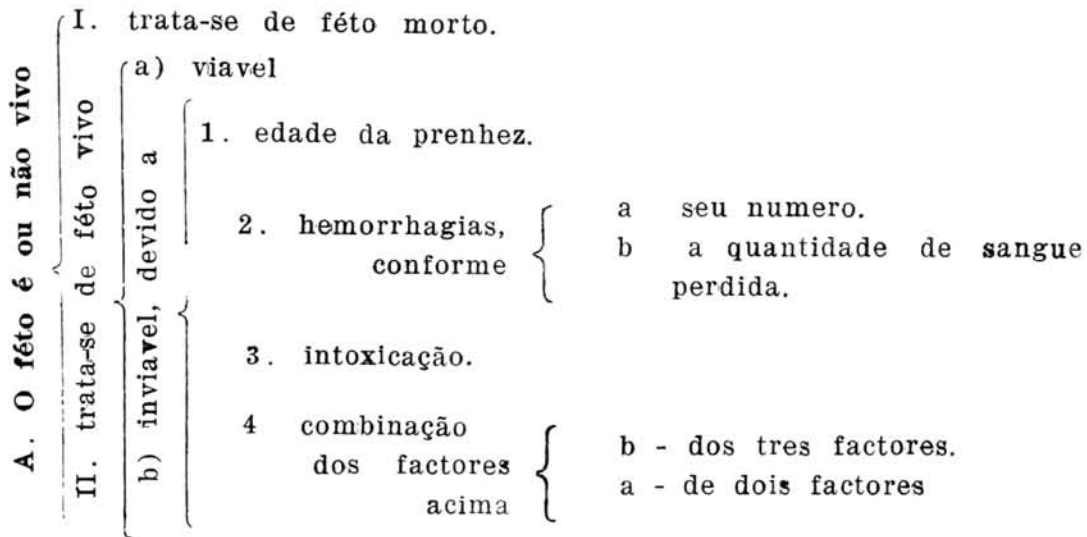 A. O féto é ou não vivo
I. trata-se de féto morto.
II. trata-se de féto vivo
a) viavel
b) inviavel, devido a
1. edade da prenhez.
2. hemorrhagias,
conforme
a seu numero.
b a quantidade de sangue
perdida.
3. intoxicação.
4 combinação
dos factores
acima
b - dos tres factores.
a - de dois factores